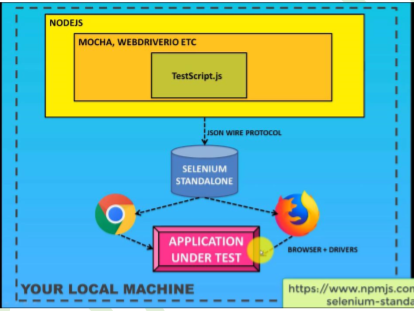 NODEJS
MOCHA, WEBDRIVERIO ETC
TestScript.js
JSON WIRE PROTOCOL
SELENIUM
STANDALONE
APPLICATION
UNDER TEST
BROWSER + DRIVERS
YOUR LOCAL MACHINE
https://www.npmjs.com
selenium-standa